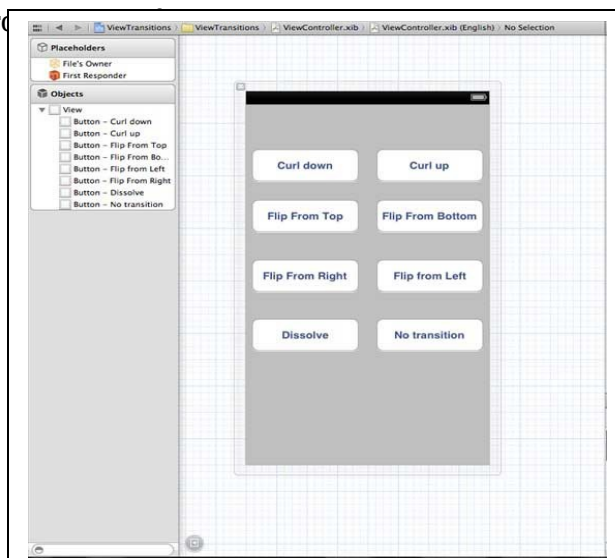 ViewTransitions ViewTransitions ViewController.xib ViewController.xib (English) No Selection
Placeholders
File's Owner
First Responder
Objects
View
Button - Curl down
Button - Curl up
Button - Flip From Top
Button - Flip From Bo...
Button - Flip from Left
Button - Flip From Right
Button - Dissolve
Button - No transition
Curl down Curl up
Flip From Top Flip From Bottom
Flip From Right Flip from Left
Dissolve No transition